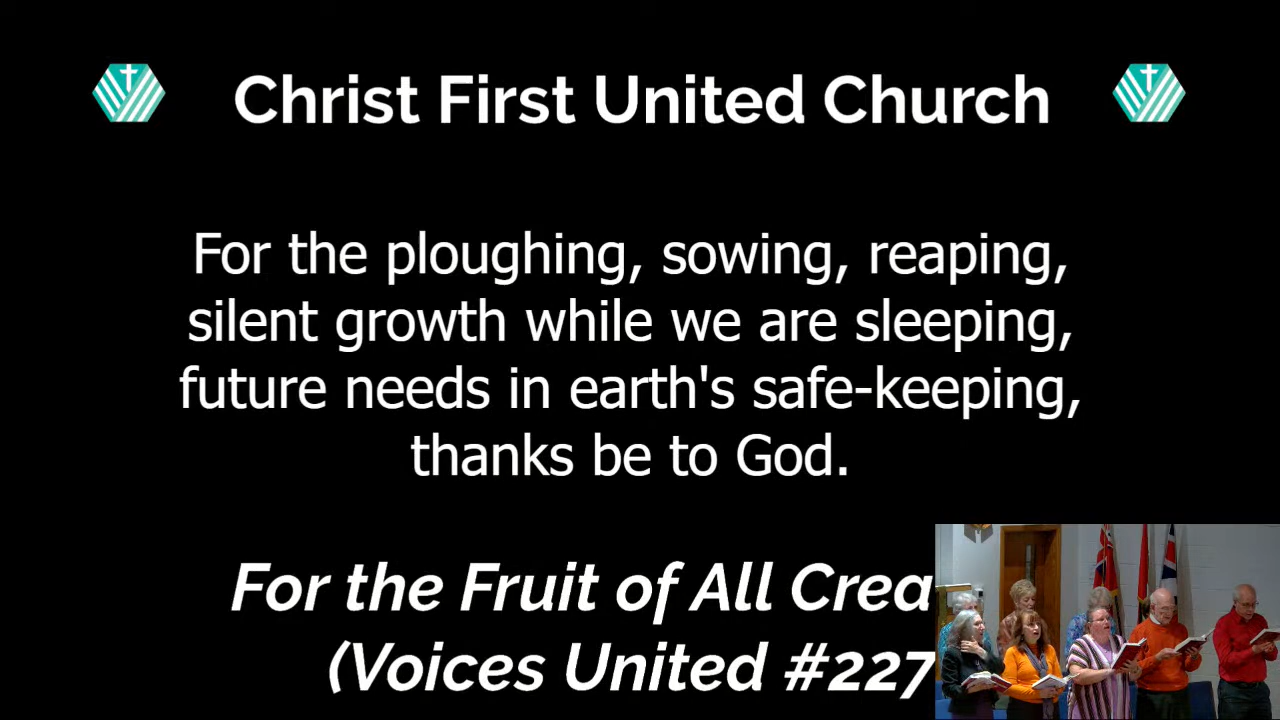 Christ First United Church
For the ploughing, sowing, reaping,
silent growth while we are sleeping,
future needs in earth's safe-keeping,
thanks be to God.
For the Fruit of All Crea
(Voices United #227